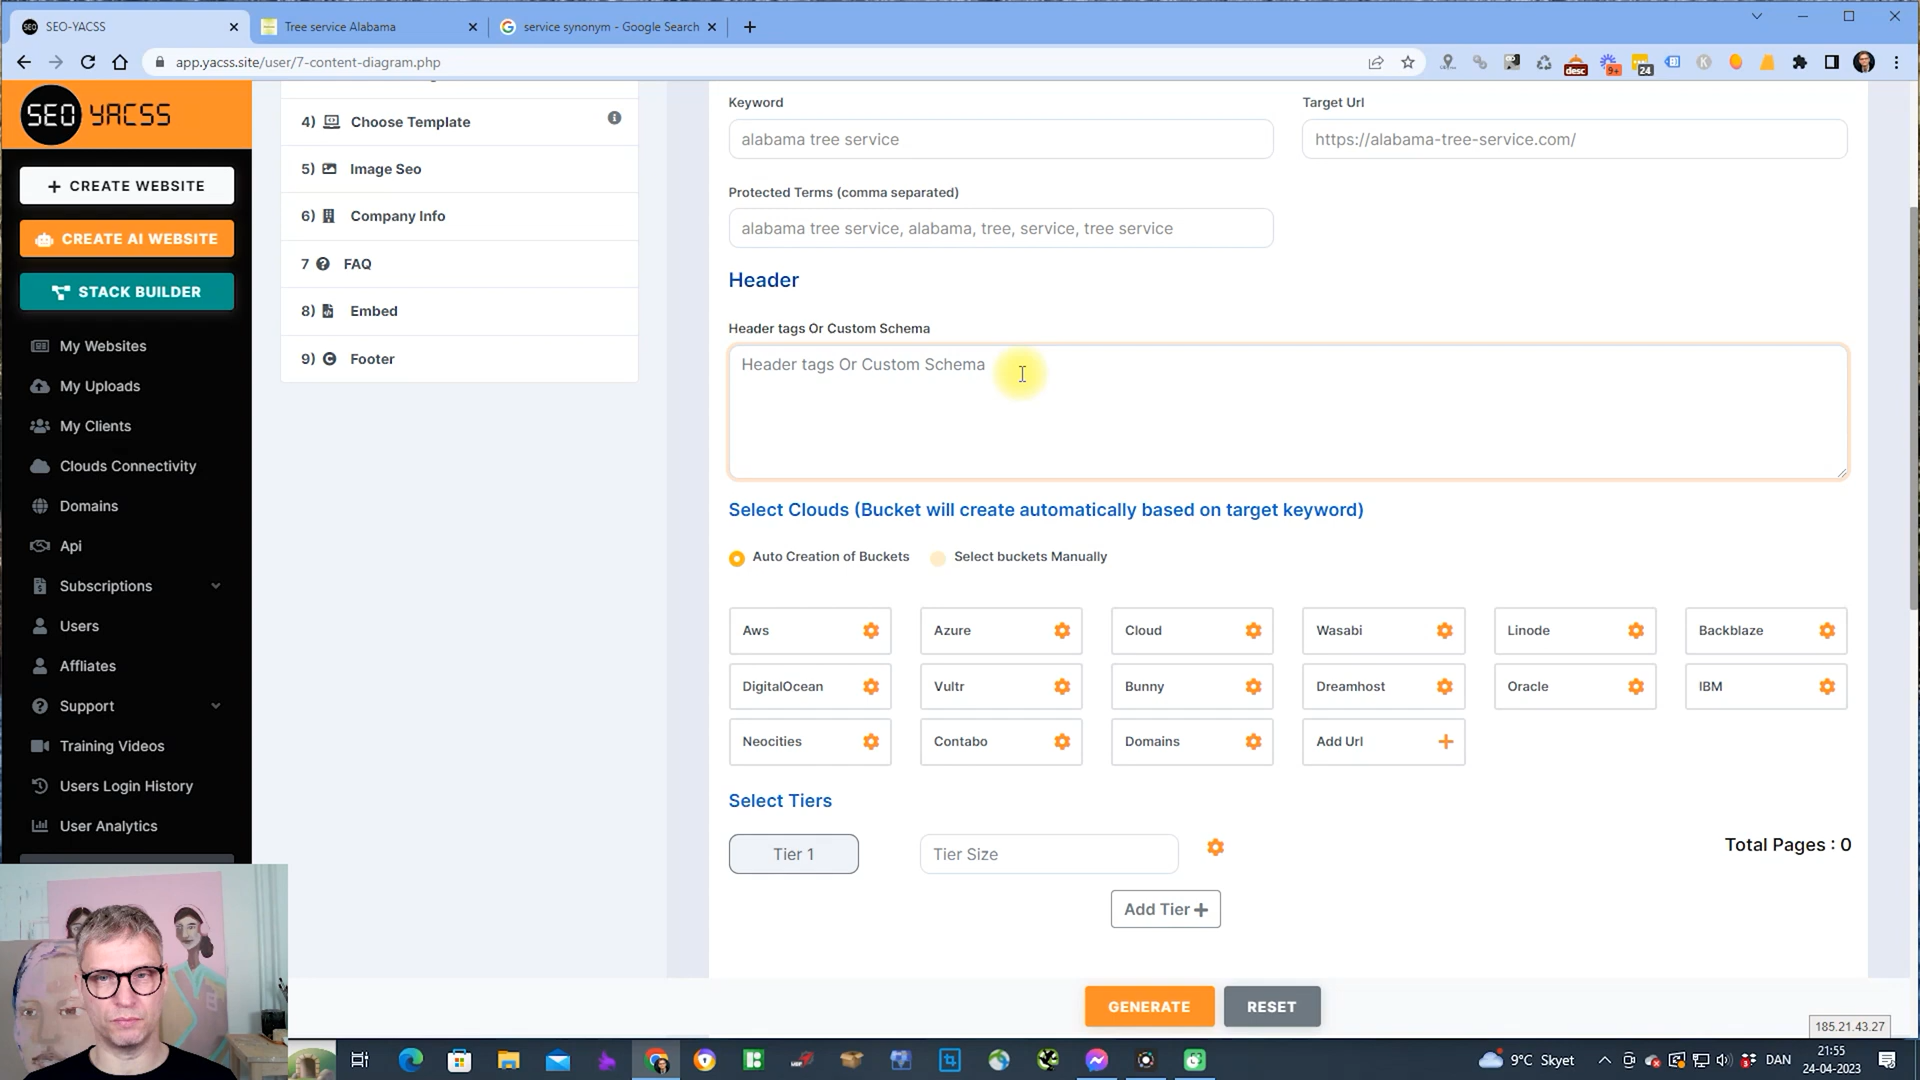 SEO-YACSS
Tree service Alabama
service synonym - Google Search
app.yacss.site/user/7-content-diagram.php
desc
9+
24
SEO YACSS
CREATE WEBSITE
CREATE AI WEBSITE
STACK BUILDER
My Websites
My Uploads
My Clients
Clouds Connectivity
Domains
Api
Subscriptions
Users
Affliates
Support
Training Videos
Users Login History
User Analytics
4) Choose Template
5) Image Seo
6) Company Info
7 FAQ
8) Embed
9) Footer
Keyword
Target Url
alabama tree service
https://alabama-tree-service.com/
Protected Terms (comma separated)
alabama tree service, alabama, tree, service, tree service
Header
Header tags Or Custom Schema
Header tags Or Custom Schema
Select Clouds (Bucket will create automatically based on target keyword)
Auto Creation of Buckets
Select buckets Manually
Aws
Azure
Cloud
Wasabi
Linode
Backblaze
DigitalOcean
Vultr
Bunny
Dreamhost
Oracle
IBM
Neocities
Contabo
Domains
Add Url
Select Tiers
Tier 1
Tier Size
Total Pages : 0
Add Tier
GENERATE
RESET
185.21.43.27
9°C Skyet
DAN
21:55
24-04-2023